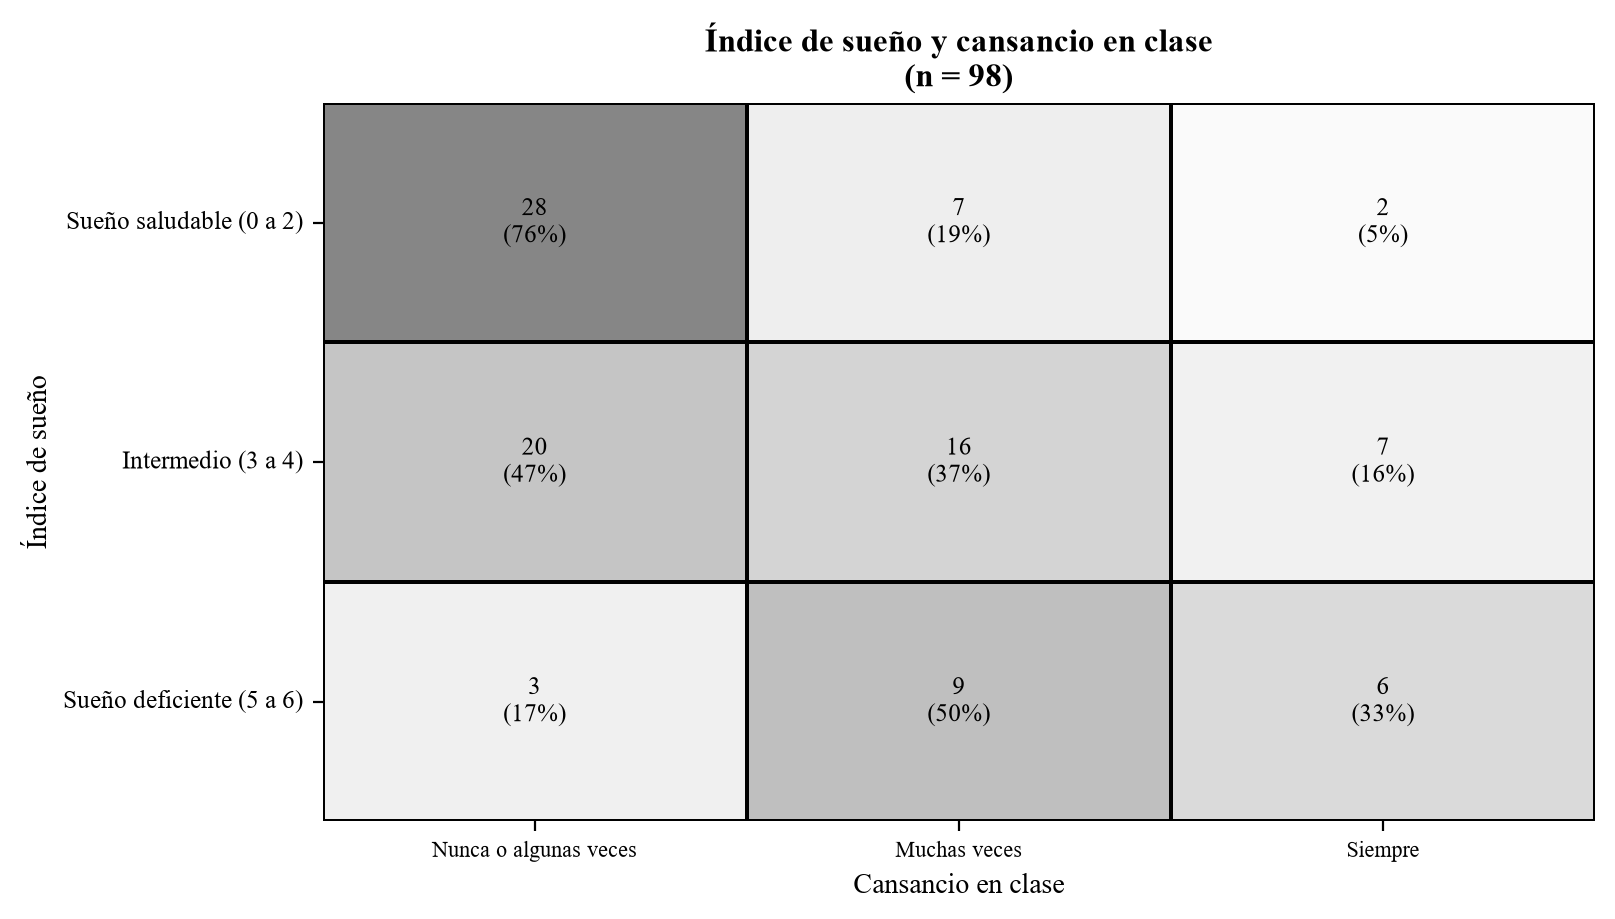 Índice de sueño y cansancio en clase
(n = 98)
Índice de sueño
Sueño saludable (0 a 2)
28
(76%)
7
(19%)
2
(5%)
Intermedio (3 a 4)
20
(47%)
16
(37%)
7
(16%)
Sueño deficiente (5 a 6)
3
(17%)
9
(50%)
6
(33%)
Nunca o algunas veces
Muchas veces
Siempre
Cansancio en clase